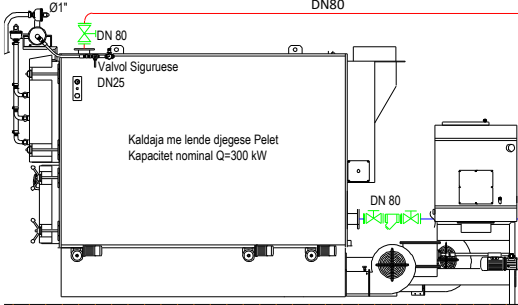 DN80
Ø1"
DN 80
Valvol Siguruese
DN25
Kaldaja me lende djegese Pelet
Kapacitet nominal Q=300 kW
DN 80